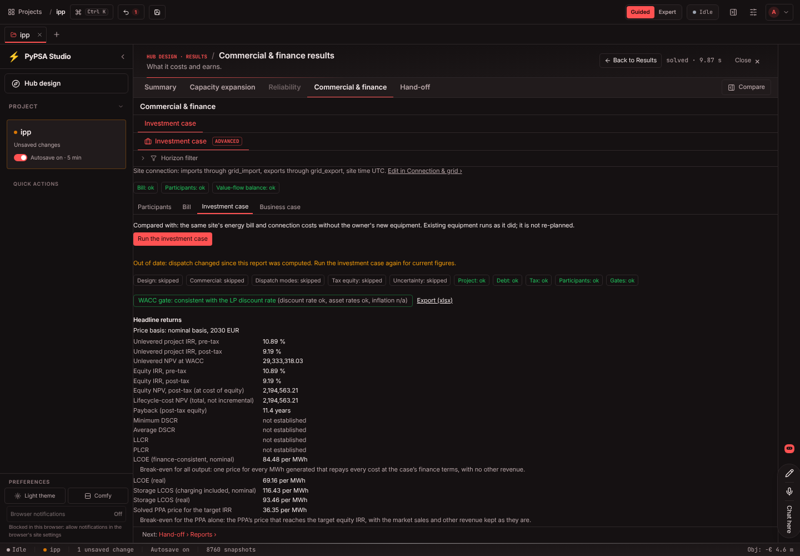 Projects / ipp Ctrl K 1 Guided Expert Idle A
ipp × +
PyPSA Studio
Hub design
PROJECT
ipp
Unsaved changes
Autosave on · 5 min
QUICK ACTIONS
HUB DESIGN · RESULTS / Commercial & finance results
What it costs and earns.
← Back to Results solved · 9.87 s Close ×
Summary Capacity expansion Reliability Commercial & finance Hand-off Compare
Commercial & finance
Investment case
Investment case ADVANCED
Horizon filter
Site connection: imports through grid_import, exports through grid_export, site time UTC. Edit in Connection & grid ›
Bill: ok Participants: ok Value-flow balance: ok
Participants Bill Investment case Business case
Compared with: the same site's energy bill and connection costs without the owner's new equipment. Existing equipment runs as it did; it is not re-planned.
Run the investment case
Out of date: dispatch changed since this report was computed. Run the investment case again for current figures.
Design: skipped Commercial: skipped Dispatch modes: skipped Tax equity: skipped Uncertainty: skipped Project: ok Debt: ok Tax: ok Participants: ok Gates: ok
WACC gate: consistent with the LP discount rate (discount rate ok, asset rates ok, inflation n/a) Export (xlsx)
Headline returns
Price basis: nominal basis, 2030 EUR
Unlevered project IRR, pre-tax 10.89 %
Unlevered project IRR, post-tax 9.19 %
Unlevered NPV at WACC 29,333,318.03
Equity IRR, pre-tax 10.89 %
Equity IRR, post-tax 9.19 %
Equity NPV, post-tax (at cost of equity) 2,194,563.21
Lifecycle-cost NPV (total, not incremental) 2,194,563.21
Payback (post-tax equity) 11.4 years
Minimum DSCR not established
Average DSCR not established
LLCR not established
PLCR not established
LCOE (finance-consistent, nominal) 84.48 per MWh
Break-even for all output: one price for every MWh generated that repays every cost at the case's finance terms, with no other revenue.
LCOE (real) 69.16 per MWh
Storage LCOS (charging included, nominal) 116.43 per MWh
Storage LCOS (real) 93.46 per MWh
Solved PPA price for the target IRR 36.35 per MWh
Break-even for the PPA alone: the PPA's price that reaches the target equity IRR, with the market sales and other revenue kept as they are.
Next: Hand-off › Reports ›
Chat here
PREFERENCES
Light theme Comfy
Browser notifications Off
Blocked in this browser: allow notifications in the browser's site settings
Idle ipp 1 unsaved change Autosave on 8760 snapshots Obj: −€ 4.6 m